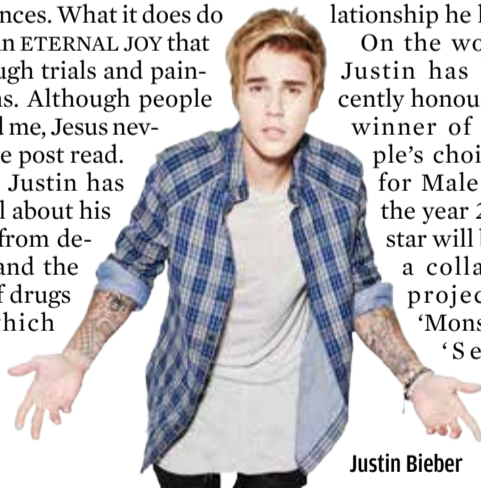 nces. What it does do
n ETERNAL JOY that
ugh trials and pain-
s. Although people
l me, Jesus nev-
e post read.
Justin has
l about his
from de-
and the
f drugs
hich
lationship he h
On the wo
Justin has
cently honou
winner of
ple's choi
for Male
the year 2
star will
a colla
projec
'Mons
'Se
Justin Bieber